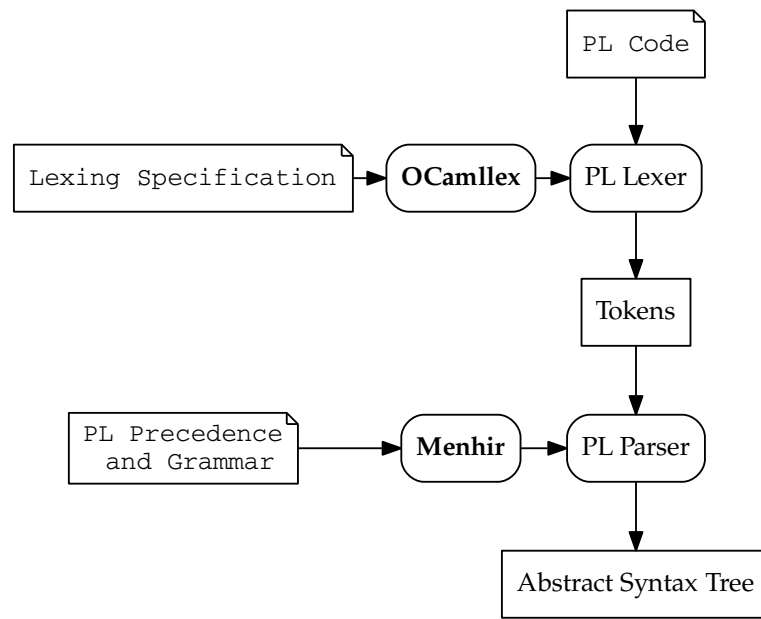 PL Code
Lexing Specification
OCamllex
PL Lexer
Tokens
PL Precedence
and Grammar
Menhir
PL Parser
Abstract Syntax Tree